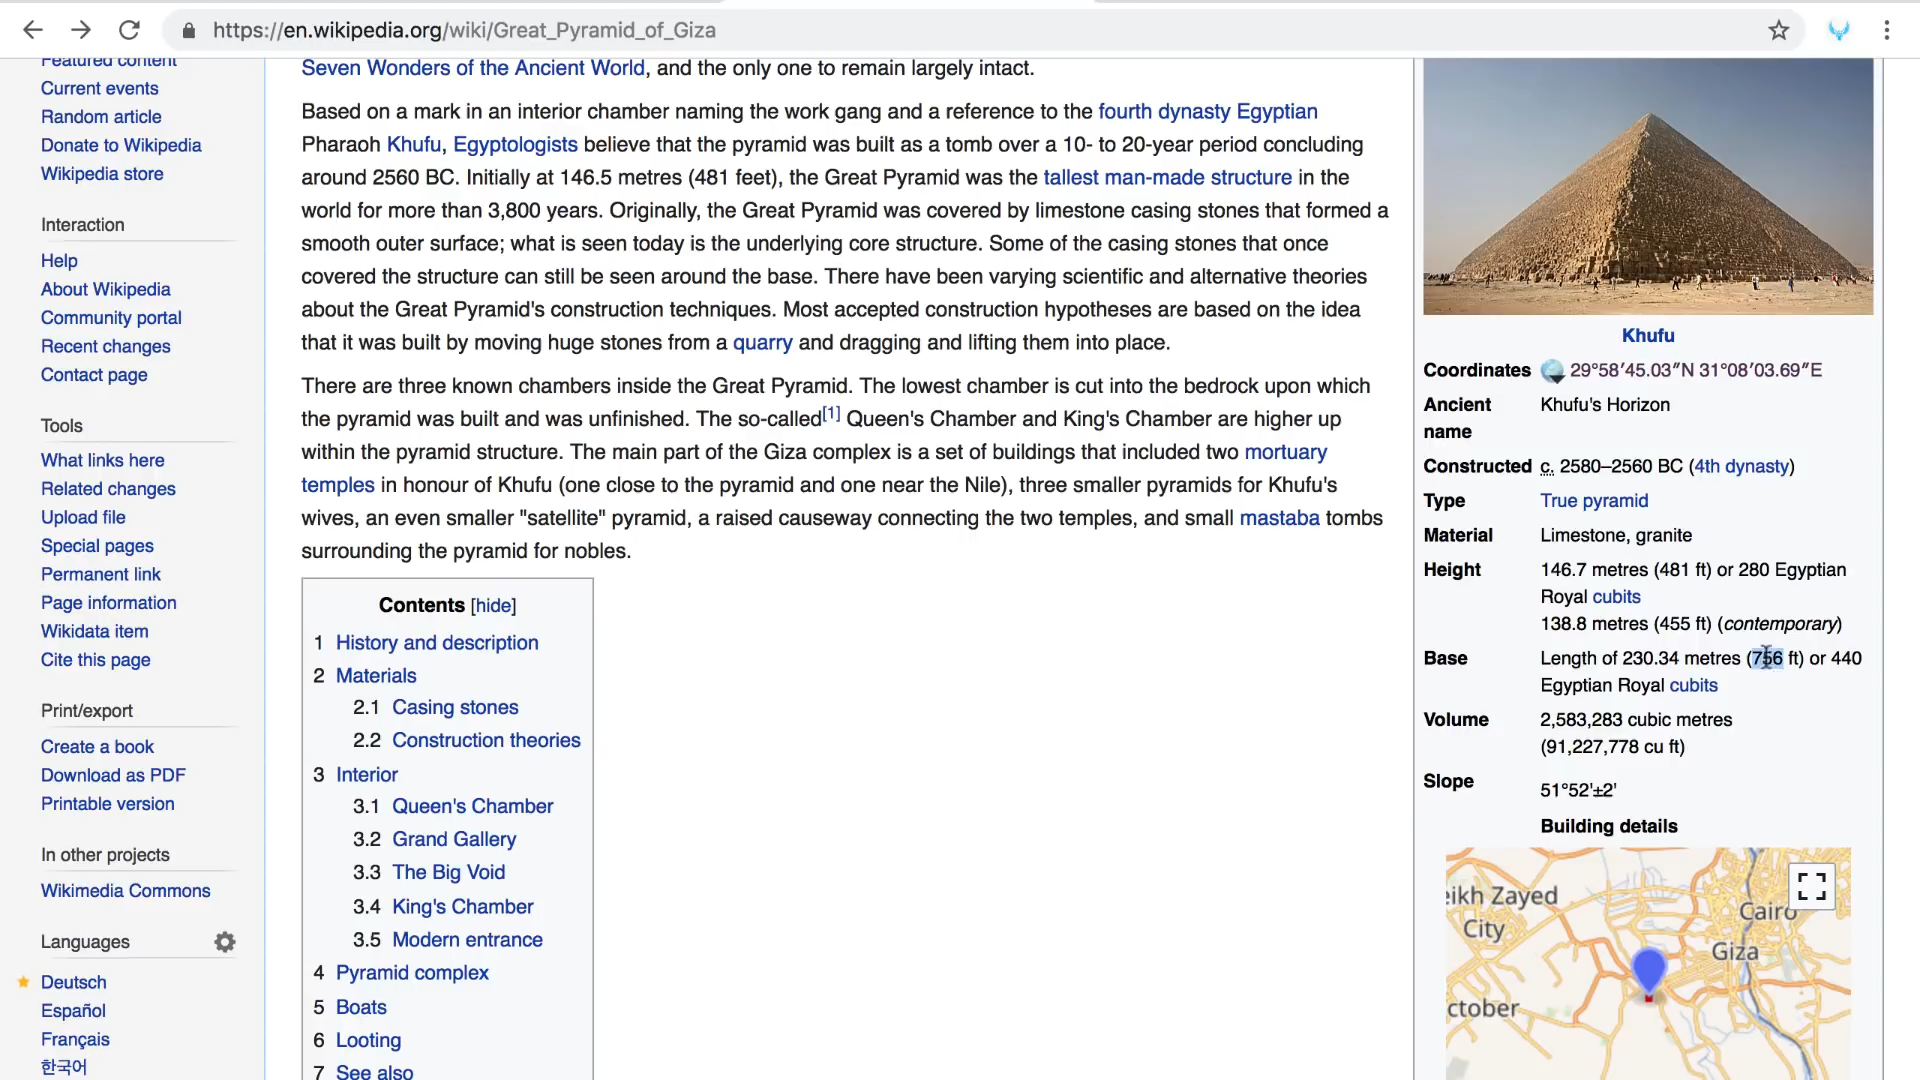 https://en.wikipedia.org/wiki/Great_Pyramid_of_Giza
Featured content
Current events
Random article
Donate to Wikipedia
Wikipedia store
Interaction
Help
About Wikipedia
Community portal
Recent changes
Contact page
Tools
What links here
Related changes
Upload file
Special pages
Permanent link
Page information
Wikidata item
Cite this page
Print/export
Create a book
Download as PDF
Printable version
In other projects
Wikimedia Commons
Languages
Deutsch
Español
Français
한국어
Seven Wonders of the Ancient World, and the only one to remain largely intact.
Based on a mark in an interior chamber naming the work gang and a reference to the fourth dynasty Egyptian
Pharaoh Khufu, Egyptologists believe that the pyramid was built as a tomb over a 10- to 20-year period concluding
around 2560 BC. Initially at 146.5 metres (481 feet), the Great Pyramid was the tallest man-made structure in the
world for more than 3,800 years. Originally, the Great Pyramid was covered by limestone casing stones that formed a
smooth outer surface; what is seen today is the underlying core structure. Some of the casing stones that once
covered the structure can still be seen around the base. There have been varying scientific and alternative theories
about the Great Pyramid's construction techniques. Most accepted construction hypotheses are based on the idea
that it was built by moving huge stones from a quarry and dragging and lifting them into place.
There are three known chambers inside the Great Pyramid. The lowest chamber is cut into the bedrock upon which
the pyramid was built and was unfinished. The so-called[1] Queen's Chamber and King's Chamber are higher up
within the pyramid structure. The main part of the Giza complex is a set of buildings that included two mortuary
temples in honour of Khufu (one close to the pyramid and one near the Nile), three smaller pyramids for Khufu's
wives, an even smaller "satellite" pyramid, a raised causeway connecting the two temples, and small mastaba tombs
surrounding the pyramid for nobles.
Contents [hide]
1 History and description
2 Materials
2.1 Casing stones
2.2 Construction theories
3 Interior
3.1 Queen's Chamber
3.2 Grand Gallery
3.3 The Big Void
3.4 King's Chamber
3.5 Modern entrance
4 Pyramid complex
5 Boats
6 Looting
7 See also
Khufu
Coordinates 29°58′45.03″N 31°08′03.69″E
Ancient name Khufu's Horizon
Constructed c. 2580–2560 BC (4th dynasty)
Type True pyramid
Material Limestone, granite
Height 146.7 metres (481 ft) or 280 Egyptian
Royal cubits
138.8 metres (455 ft) (contemporary)
Base Length of 230.34 metres (756 ft) or 440
Egyptian Royal cubits
Volume 2,583,283 cubic metres
(91,227,778 cu ft)
Slope 51°52'±2'
Building details
eikh Zayed
City
Cairo
Giza
ctober